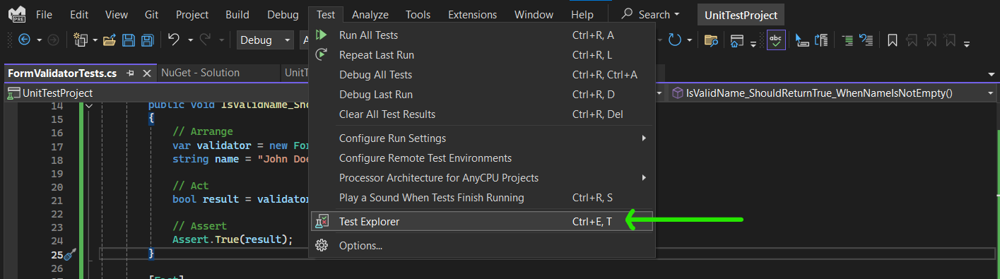 PRE File Edit View Git Project Build Debug Test Analyze Tools Extensions Window Help Search UnitTestProject
Debug
abc
FormValidatorTests.cs NuGet - Solution
UnitTestProject IsValidName_ShouldReturnTrue_WhenNameIsNotEmpty()
Run All Tests Ctrl+R, A
Repeat Last Run Ctrl+R, L
Debug All Tests Ctrl+R, Ctrl+A
Debug Last Run Ctrl+R, D
Clear All Test Results Ctrl+R, Del
Configure Run Settings
Configure Remote Test Environments
Processor Architecture for AnyCPU Projects
Play a Sound When Tests Finish Running Ctrl+R, S
Test Explorer Ctrl+E, T
Options...
14 public void IsValidName_Sho
15 {
16 // Arrange
17 var validator = new For
18 string name = "John Doe
19
20 // Act
21 bool result = validator
22
23 // Assert
24 Assert.True(result);
25 }
26